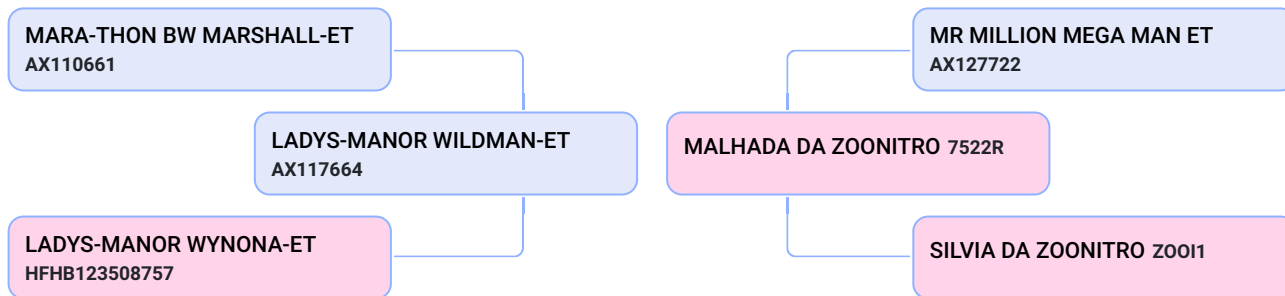 MARA-THON BW MARSHALL-ET
AX110661
MR MILLION MEGA MAN ET
AX127722
LADYS-MANOR WILDMAN-ET
AX117664
MALHADA DA ZOONITRO 7522R
LADYS-MANOR WYNONA-ET
HFHB123508757
SILVIA DA ZOONITRO ZOOI1